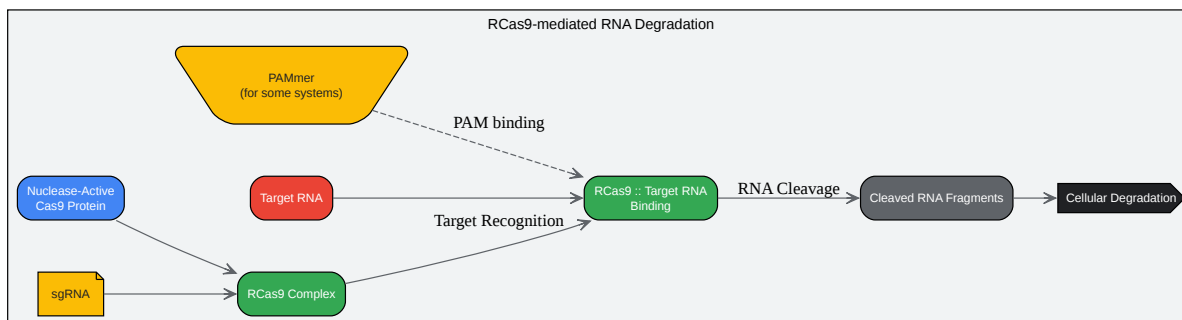 RCas9-mediated RNA Degradation
PAMmer
(for some systems)
PAM binding
Nuclease-Active
Cas9 Protein
Target RNA
RCas9 :: Target RNA
Binding
RNA Cleavage
Cleaved RNA Fragments
Cellular Degradation
Target Recognition
sgRNA
RCas9 Complex